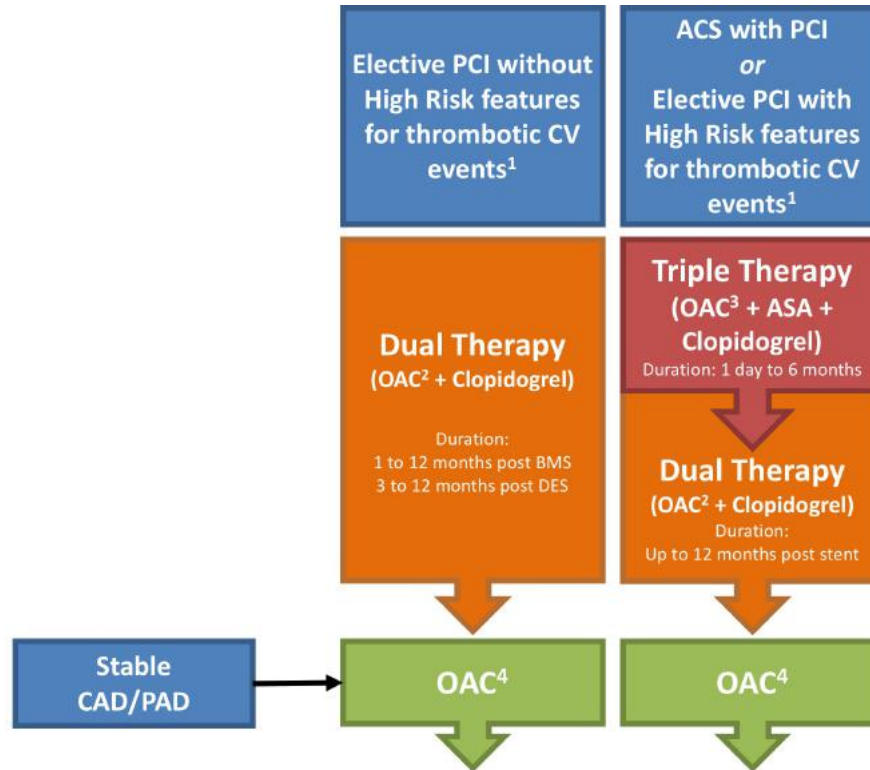 Elective PCI without
High Risk features
for thrombotic CV
events¹
ACS with PCI
or
Elective PCI with
High Risk features
for thrombotic CV
events¹
Dual Therapy
(OAC² + Clopidogrel)
Duration:
1 to 12 months post BMS
3 to 12 months post DES
Triple Therapy
(OAC³ + ASA +
Clopidogrel)
Duration: 1 day to 6 months
Dual Therapy
(OAC² + Clopidogrel)
Duration:
Up to 12 months post stent
Stable
CAD/PAD
OAC⁴
OAC⁴